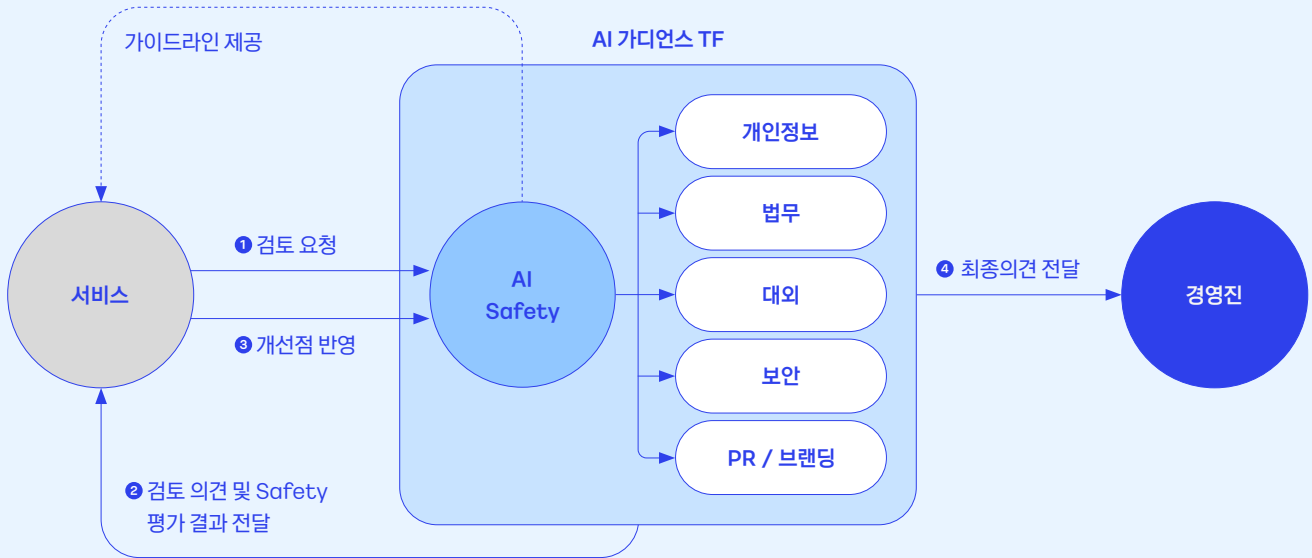 가이드라인 제공
AI 가디언스 TF
개인정보
법무
❶ 검토 요청
서비스
AI
Safety
대외
❹ 최종의견 전달
경영진
❸ 개선점 반영
보안
PR / 브랜딩
❷ 검토 의견 및 Safety
평가 결과 전달